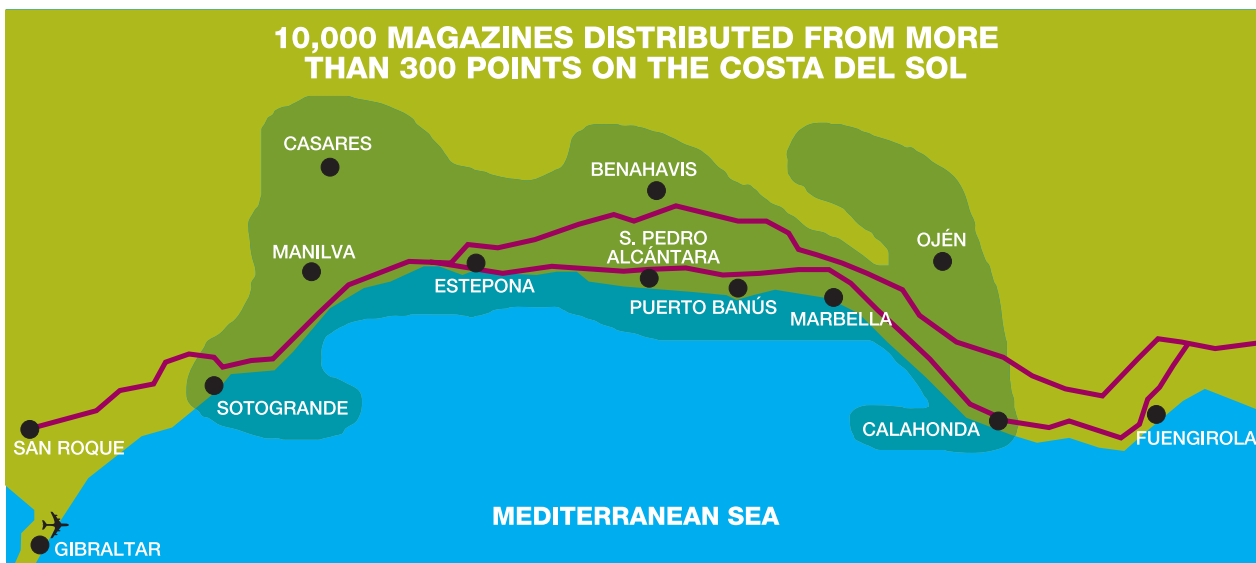 10,000 MAGAZINES DISTRIBUTED FROM MORE
THAN 300 POINTS ON THE COSTA DEL SOL
CASARES
BENAHAVIS
MANILVA
S. PEDRO
ALCÁNTARA
OJÉN
ESTEPONA
PUERTO BANÚS
MARBELLA
SOTOGRANDE
CALAHONDA
SAN ROQUE
FUENGIROLA
MEDITERRANEAN SEA
GIBRALTAR